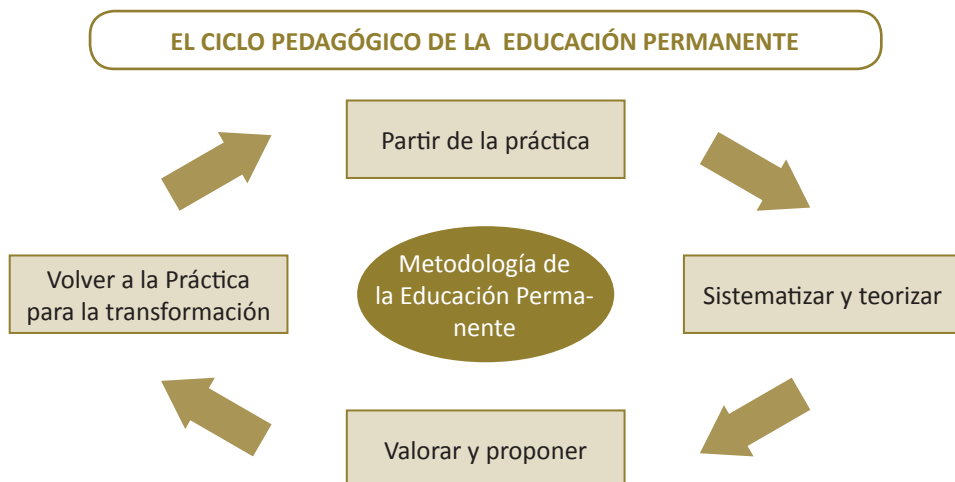 EL CICLO PEDAGÓGICO DE LA EDUCACIÓN PERMANENTE
Partir de la práctica
Volver a la Práctica
para la transformación
Metodología de
la Educación Perma-
nente
Sistematizar y teorizar
Valorar y proponer